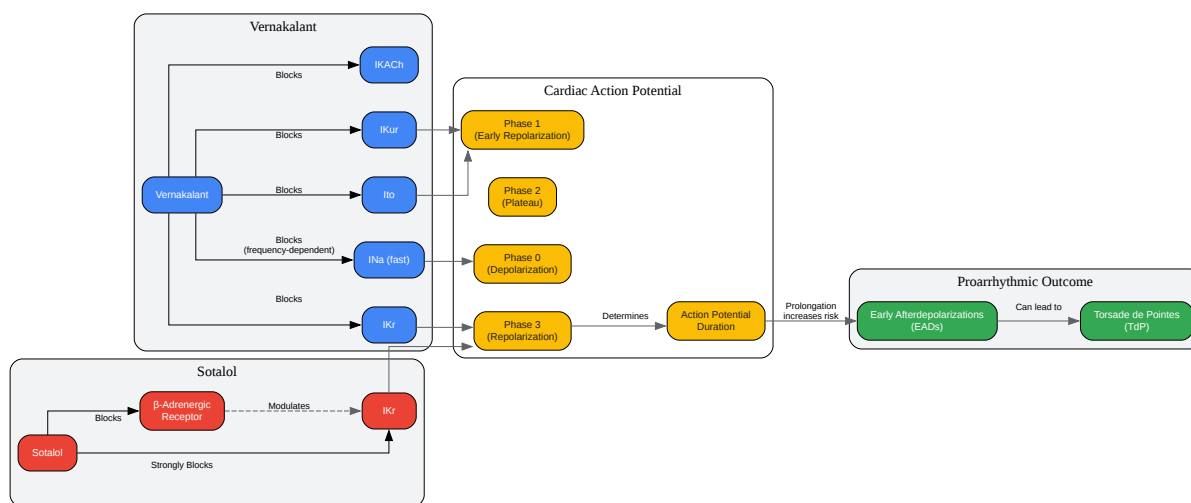 Vernakalant
IKACh
Blocks
Cardiac Action Potential
Phase 1
(Early Repolarization)
IKur
Blocks
Vernakalant
Blocks
Ito
Phase 2
(Plateau)
Blocks
(frequency-dependent)
INa (fast)
Phase 0
(Depolarization)
Proarrhythmic Outcome
Blocks
IKr
Phase 3
(Repolarization)
Determines
Action Potential
Duration
Prolongation
increases risk
Early Afterdepolarizations
(EADs)
Can lead to
Torsade de Pointes
(TdP)
Sotalol
β-Adrenergic
Receptor
Modulates
IKr
Blocks
Sotalol
Strongly Blocks